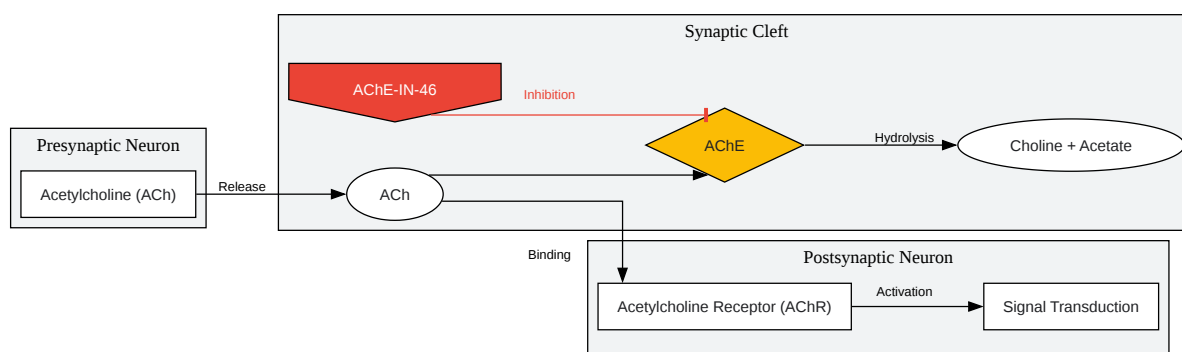 Synaptic Cleft
AChE-IN-46
Inhibition
Presynaptic Neuron
Acetylcholine (ACh)
Release
ACh
AChE
Hydrolysis
Choline + Acetate
Binding
Postsynaptic Neuron
Acetylcholine Receptor (AChR)
Activation
Signal Transduction